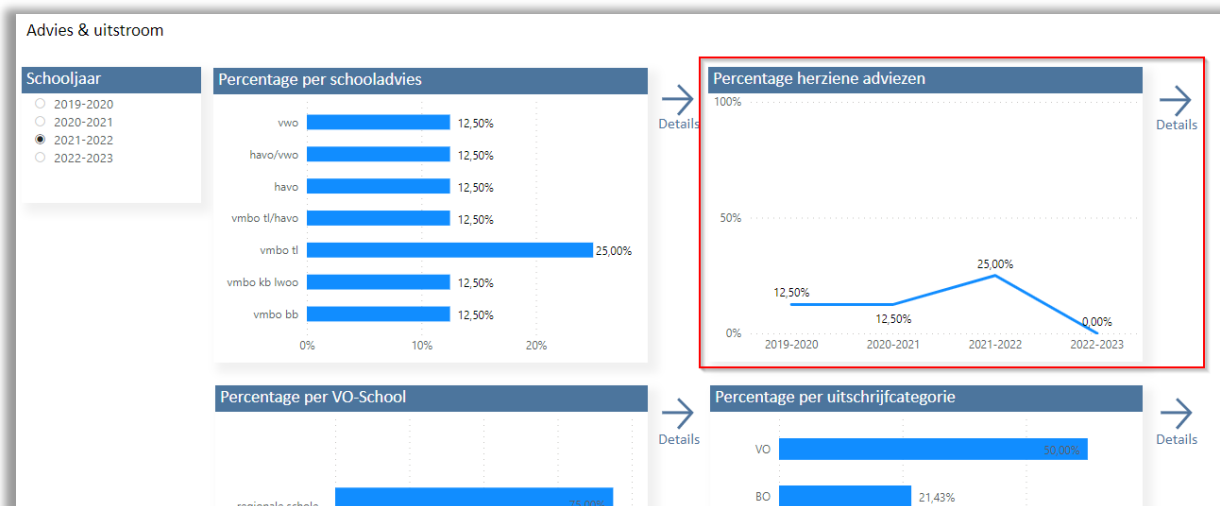 Advies & uitstroom
Schooljaar
2019-2020
2020-2021
2021-2022
2022-2023
Percentage per schooladvies
vwo 12,50%
havo/vwo 12,50%
havo 12,50%
vmbo tl/havo 12,50%
vmbo tl 25,00%
vmbo kb lwoo 12,50%
vmbo bb 12,50%
0% 10% 20%
Details
Percentage herziene adviezen
100%
50%
0%
12,50%
12,50%
25,00%
0,00%
2019-2020 2020-2021 2021-2022 2022-2023
Details
Percentage per VO-School
regionale schole... 75,00%
Details
Percentage per uitschrijfcategorie
VO 50,00%
BO 21,43%
Details